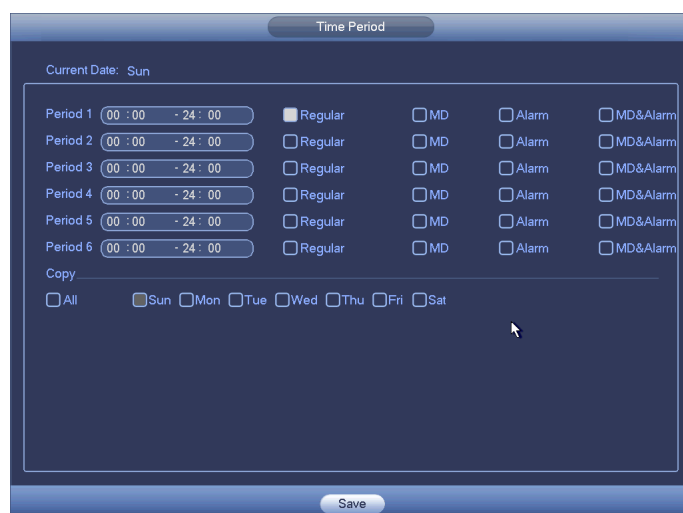 Time Period
Current Date: Sun
Period 1 00 : 00 - 24 : 00 Regular MD Alarm MD&Alarm
Period 2 00 : 00 - 24 : 00 Regular MD Alarm MD&Alarm
Period 3 00 : 00 - 24 : 00 Regular MD Alarm MD&Alarm
Period 4 00 : 00 - 24 : 00 Regular MD Alarm MD&Alarm
Period 5 00 : 00 - 24 : 00 Regular MD Alarm MD&Alarm
Period 6 00 : 00 - 24 : 00 Regular MD Alarm MD&Alarm
Copy
All Sun Mon Tue Wed Thu Fri Sat
Save